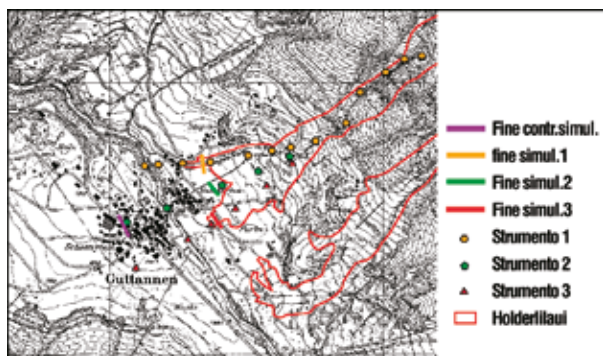 Guttannen
Fine contr.simul.
fine simul.1
Fine simul.2
Fine simul.3
Strumento 1
Strumento 2
Strumento 3
Holderlilaui